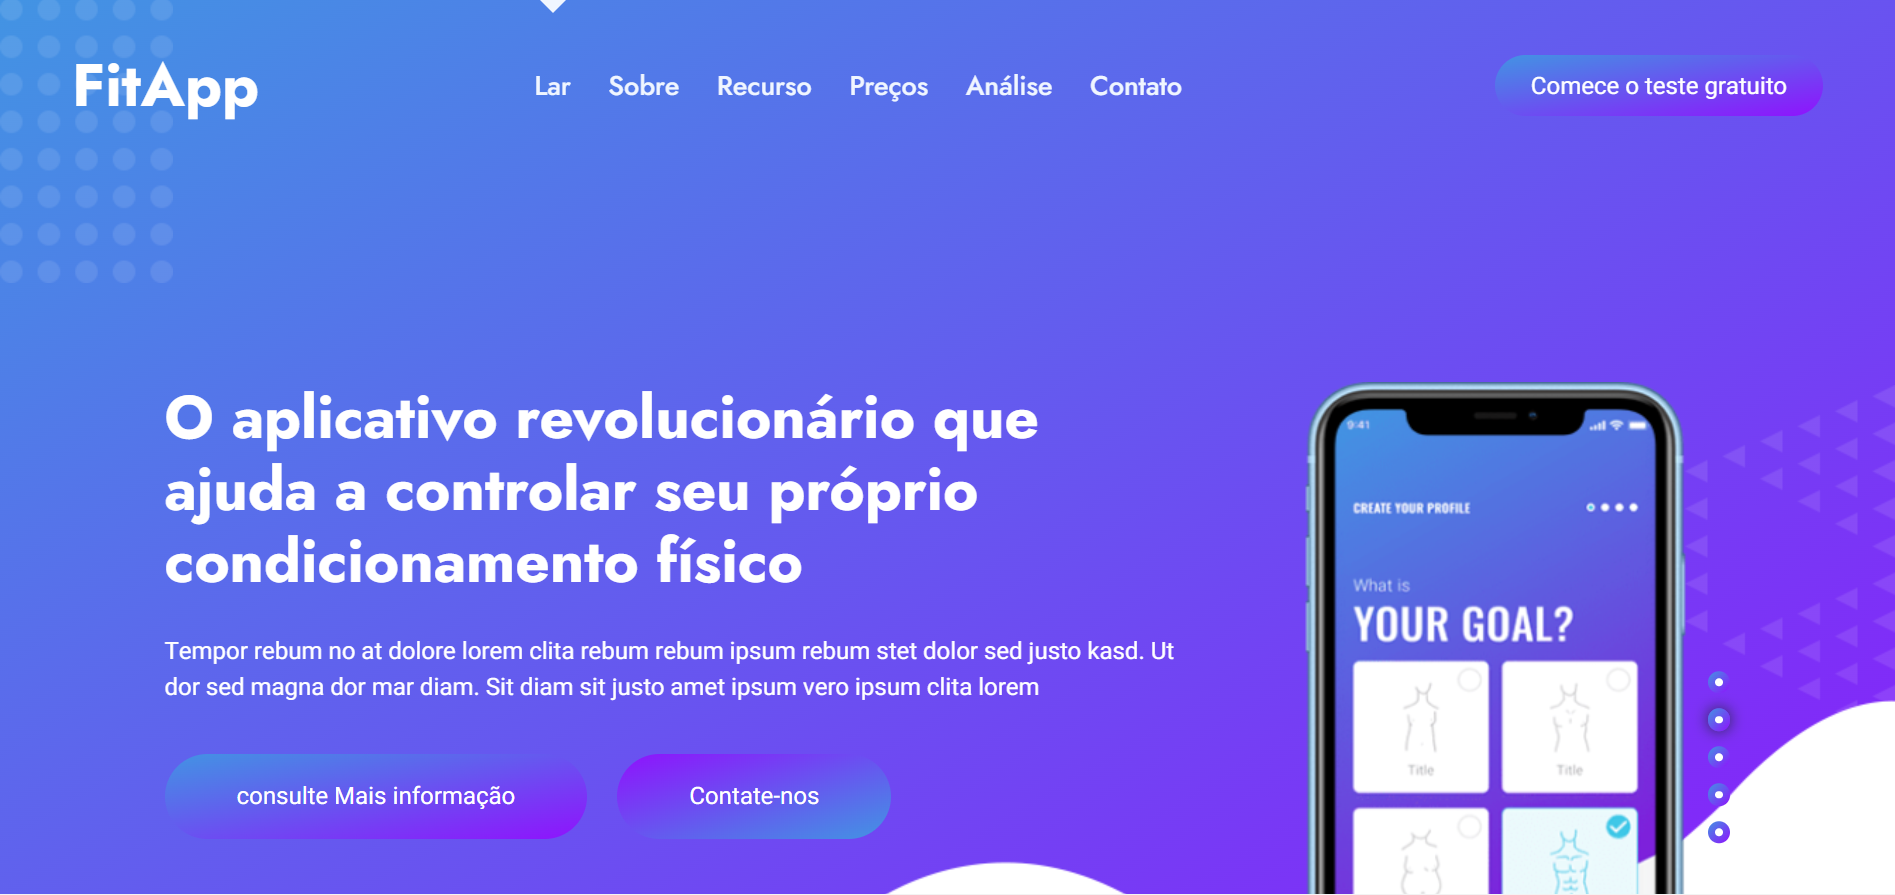 FitApp
Lar Sobre Recurso Preços Análise Contato
Comece o teste gratuito
O aplicativo revolucionário que
ajuda a controlar seu próprio
condicionamento físico
Tempor rebum no at dolore lorem clita rebum rebum ipsum rebum stet dolor sed justo kasd. Ut
dor sed magna dor mar diam. Sit diam sit justo amet ipsum vero ipsum clita lorem
consulte Mais informação
Contate-nos
9:41
CREATE YOUR PROFILE
What is
YOUR GOAL?
Title
Title